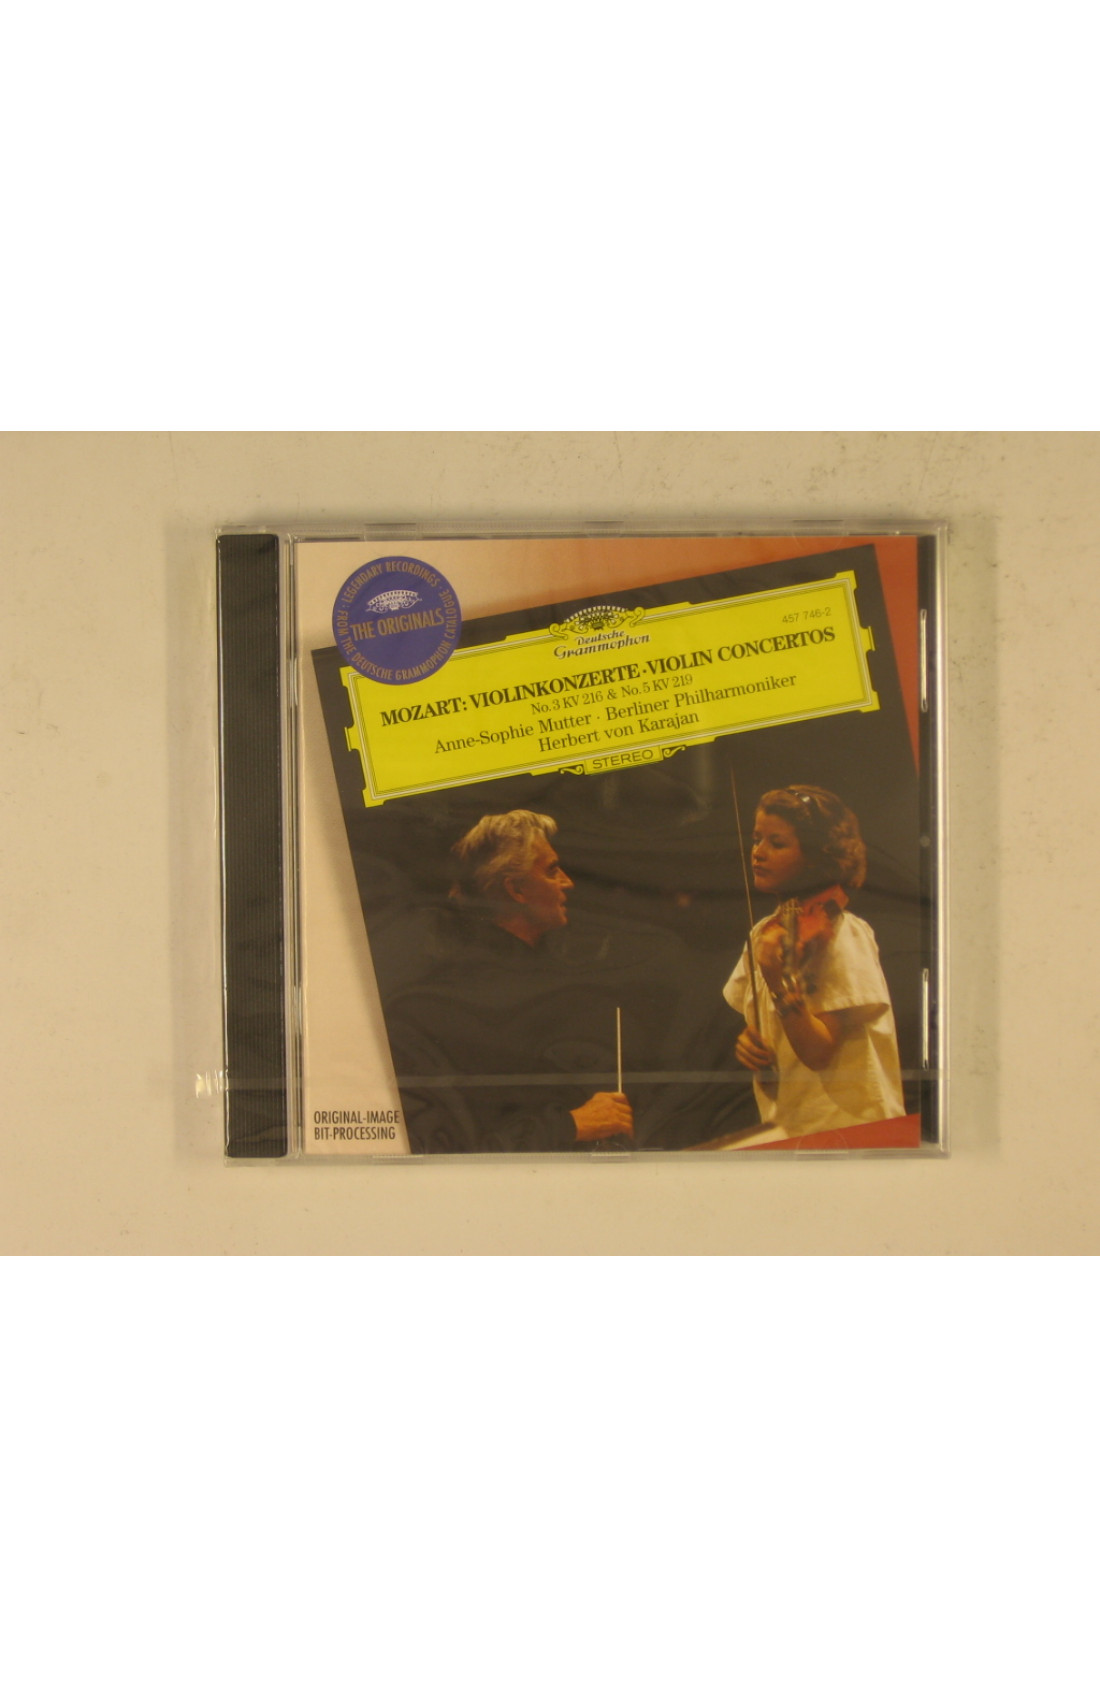 LEGENDARY RECORDINGS ·
FROM THE DEUTSCHE GRAMMOPHON CATALOGUE ·
THE ORIGINALS
457 746-2
Deutsche
Grammophon
MOZART: VIOLINKONZERTE · VIOLIN CONCERTOS
No. 3 KV 216 & No. 5 KV 219
Anne-Sophie Mutter · Berliner Philharmoniker
Herbert von Karajan
STEREO
ORIGINAL-IMAGE
BIT-PROCESSING